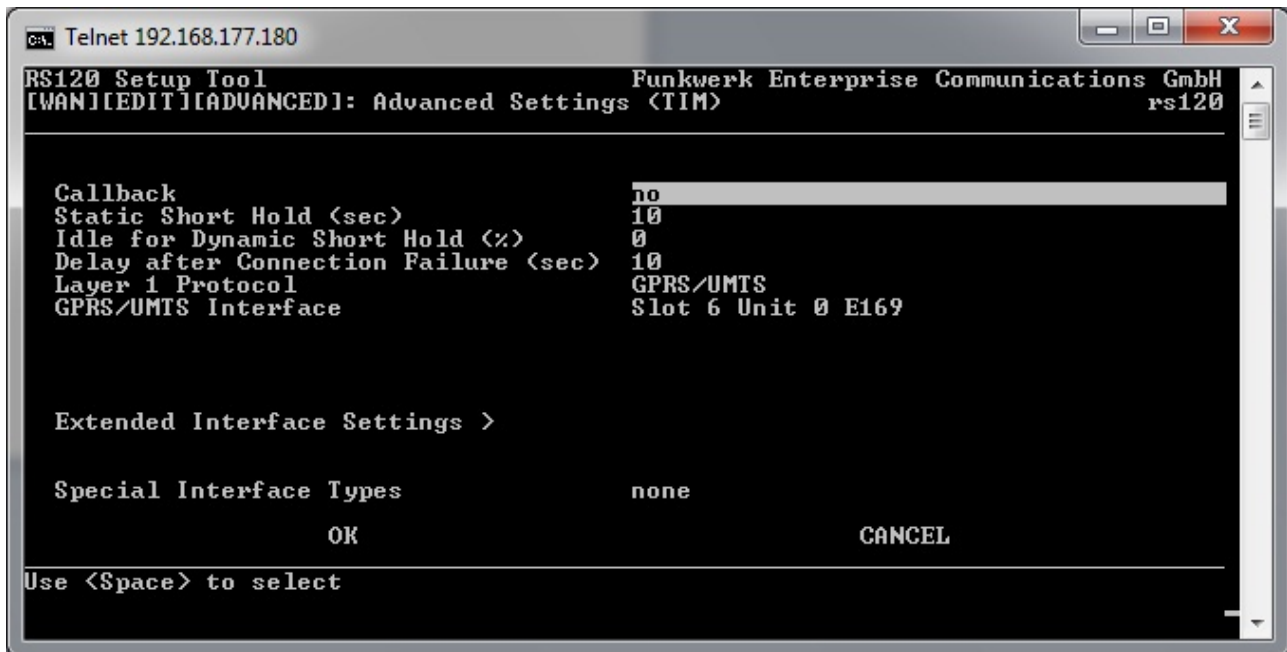 Telnet 192.168.177.180
RS120 Setup Tool Funkwerk Enterprise Communications GmbH
[WAN][EDIT][ADVANCED]: Advanced Settings (TIM) rs120
Callback no
Static Short Hold (sec) 10
Idle for Dynamic Short Hold (%) 0
Delay after Connection Failure (sec) 10
Layer 1 Protocol GPRS/UMTS
GPRS/UMTS Interface Slot 6 Unit 0 E169
Extended Interface Settings >
Special Interface Types none
OK CANCEL
Use <Space> to select